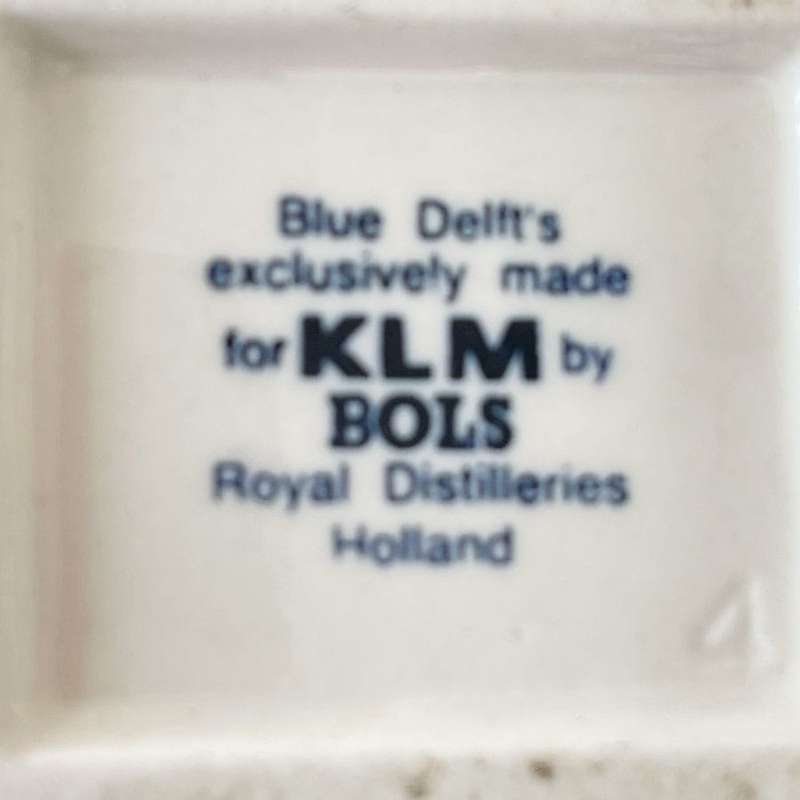 Blue Delft's
exclusively made
for KLM by
BOLS
Royal Distilleries
Holland
4